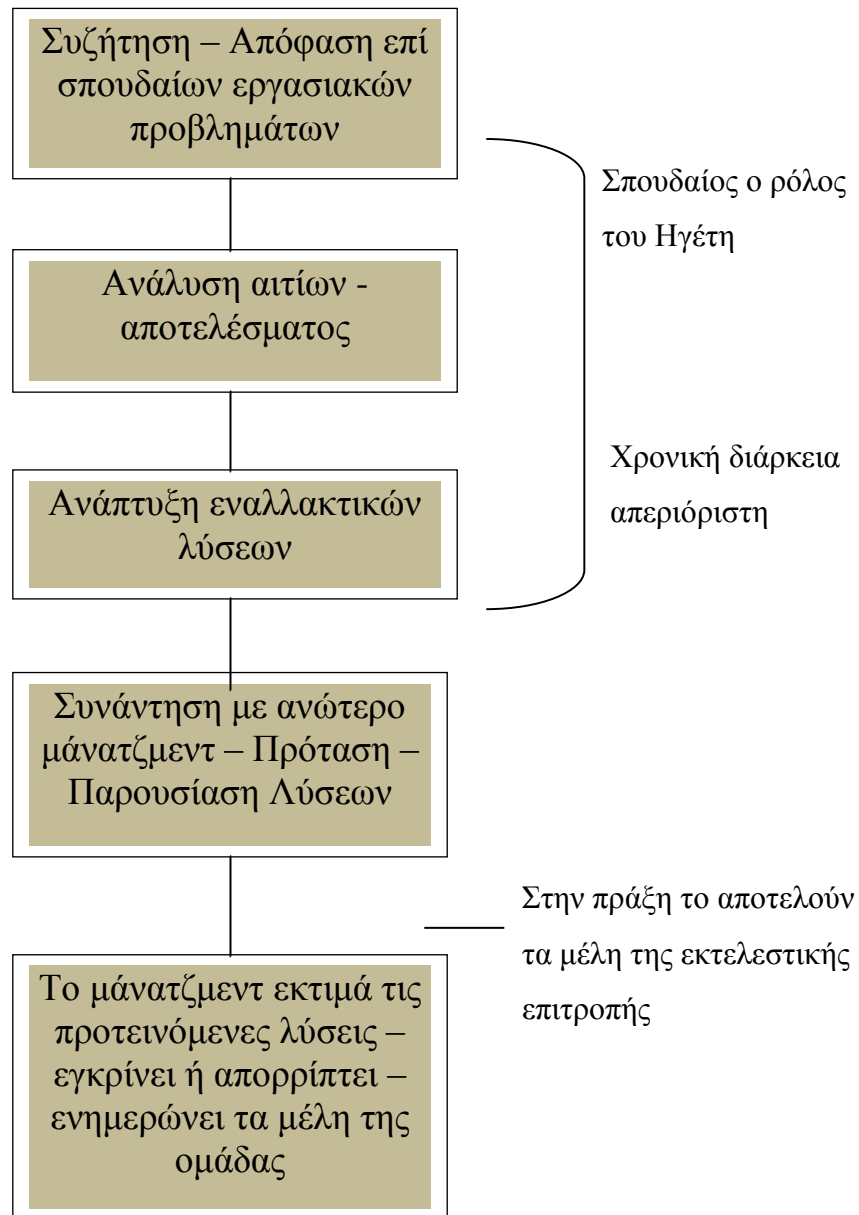 Συζήτηση – Απόφαση επί
σπουδαίων εργασιακών
προβλημάτων
Σπουδαίος ο ρόλος
του Ηγέτη
Ανάλυση αιτίων -
αποτελέσματος
Χρονική διάρκεια
απεριόριστη
Ανάπτυξη εναλλακτικών
λύσεων
Συνάντηση με ανώτερο
μάνατζμεντ – Πρόταση –
Παρουσίαση Λύσεων
Στην πράξη το αποτελούν
τα μέλη της εκτελεστικής
επιτροπής
Το μάνατζμεντ εκτιμά τις
προτεινόμενες λύσεις –
εγκρίνει ή απορρίπτει –
ενημερώνει τα μέλη της
ομάδας